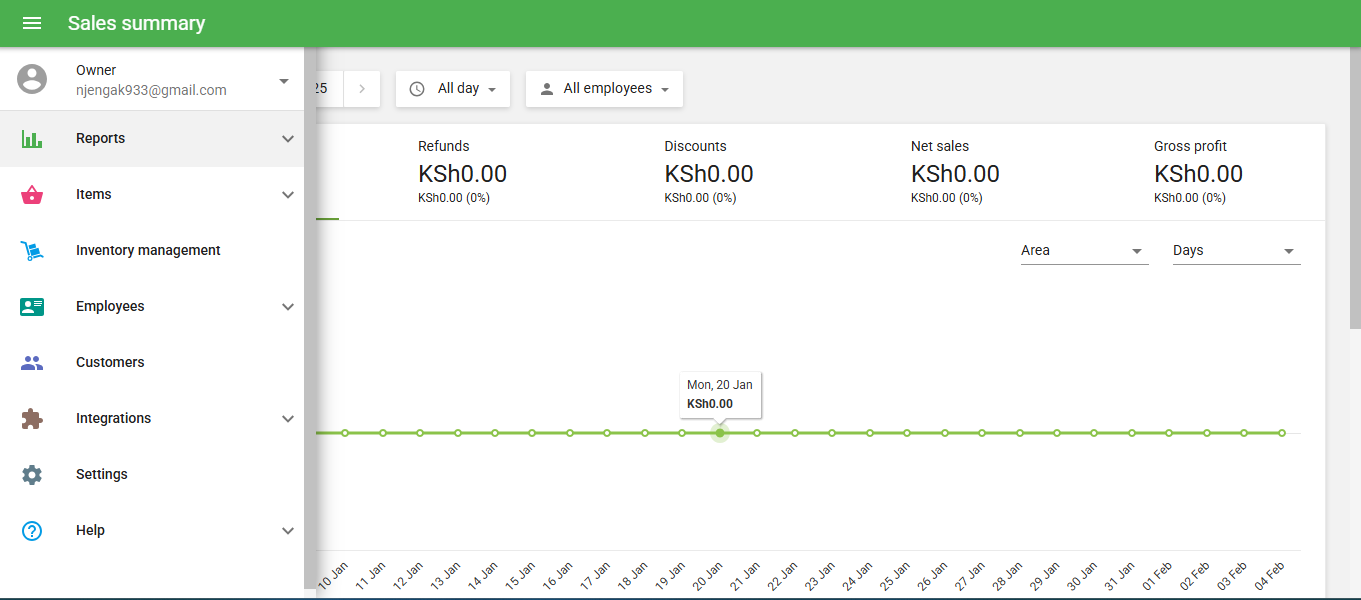 Sales summary
Owner
njengak933@gmail.com
Reports
Items
Inventory management
Employees
Customers
Integrations
Settings
Help
25
All day
All employees
Refunds
KSh0.00
KSh0.00 (0%)
Discounts
KSh0.00
KSh0.00 (0%)
Net sales
KSh0.00
KSh0.00 (0%)
Gross profit
KSh0.00
KSh0.00 (0%)
Area
Days
Mon, 20 Jan
KSh0.00
10 Jan
11 Jan
12 Jan
13 Jan
14 Jan
15 Jan
16 Jan
17 Jan
18 Jan
19 Jan
20 Jan
21 Jan
22 Jan
23 Jan
24 Jan
25 Jan
26 Jan
27 Jan
28 Jan
29 Jan
30 Jan
31 Jan
01 Feb
02 Feb
03 Feb
04 Feb